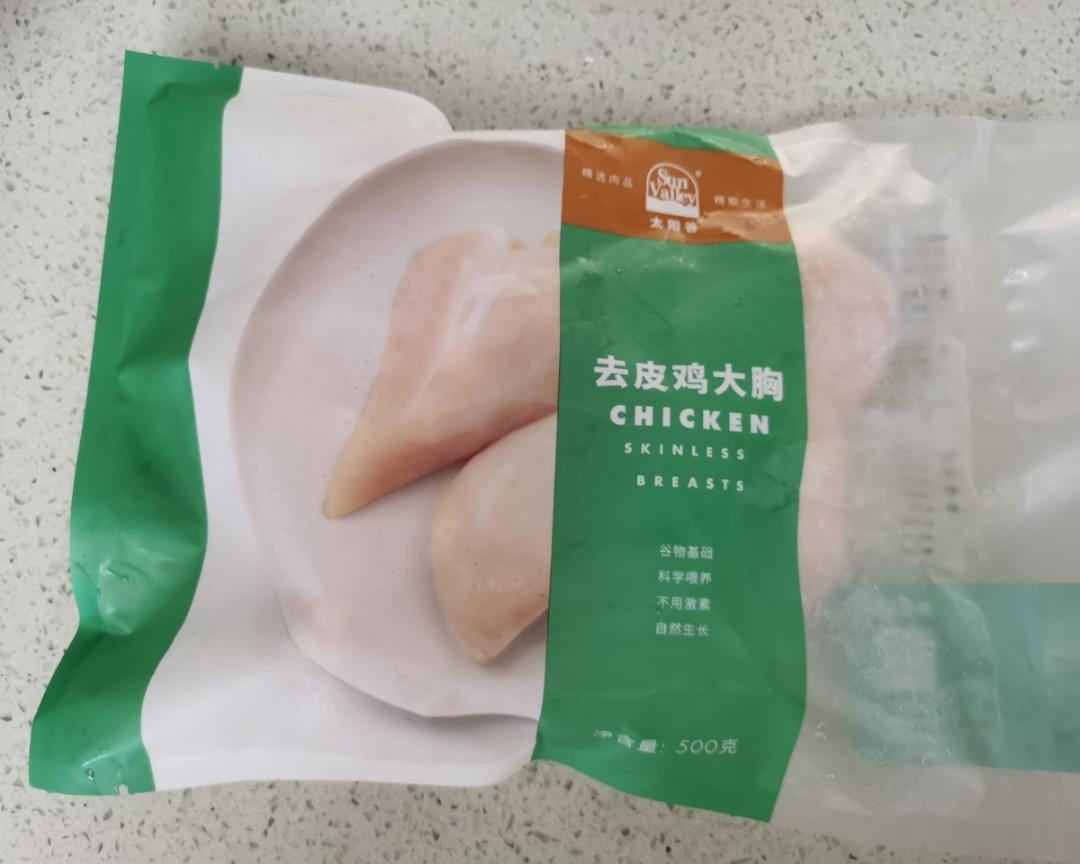 精选肉品
Sun
Valley
太阳谷
精致生活
去皮鸡大胸
CHICKEN
SKINLESS
BREASTS
谷物基础
科学喂养
不用激素
自然生长
净含量：500克